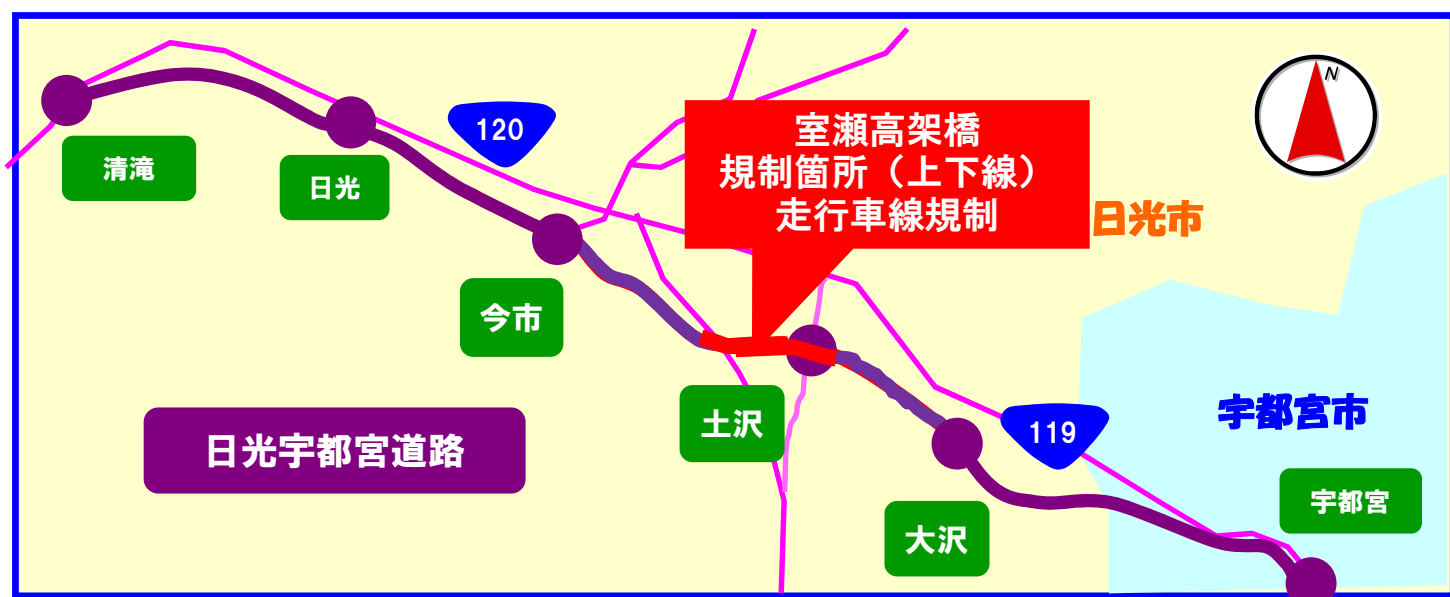 N
120
室瀬高架橋
規制箇所（上下線）
走行車線規制
清滝
日光
日光市
今市
土沢
宇都宮市
日光宇都宮道路
119
宇都宮
大沢